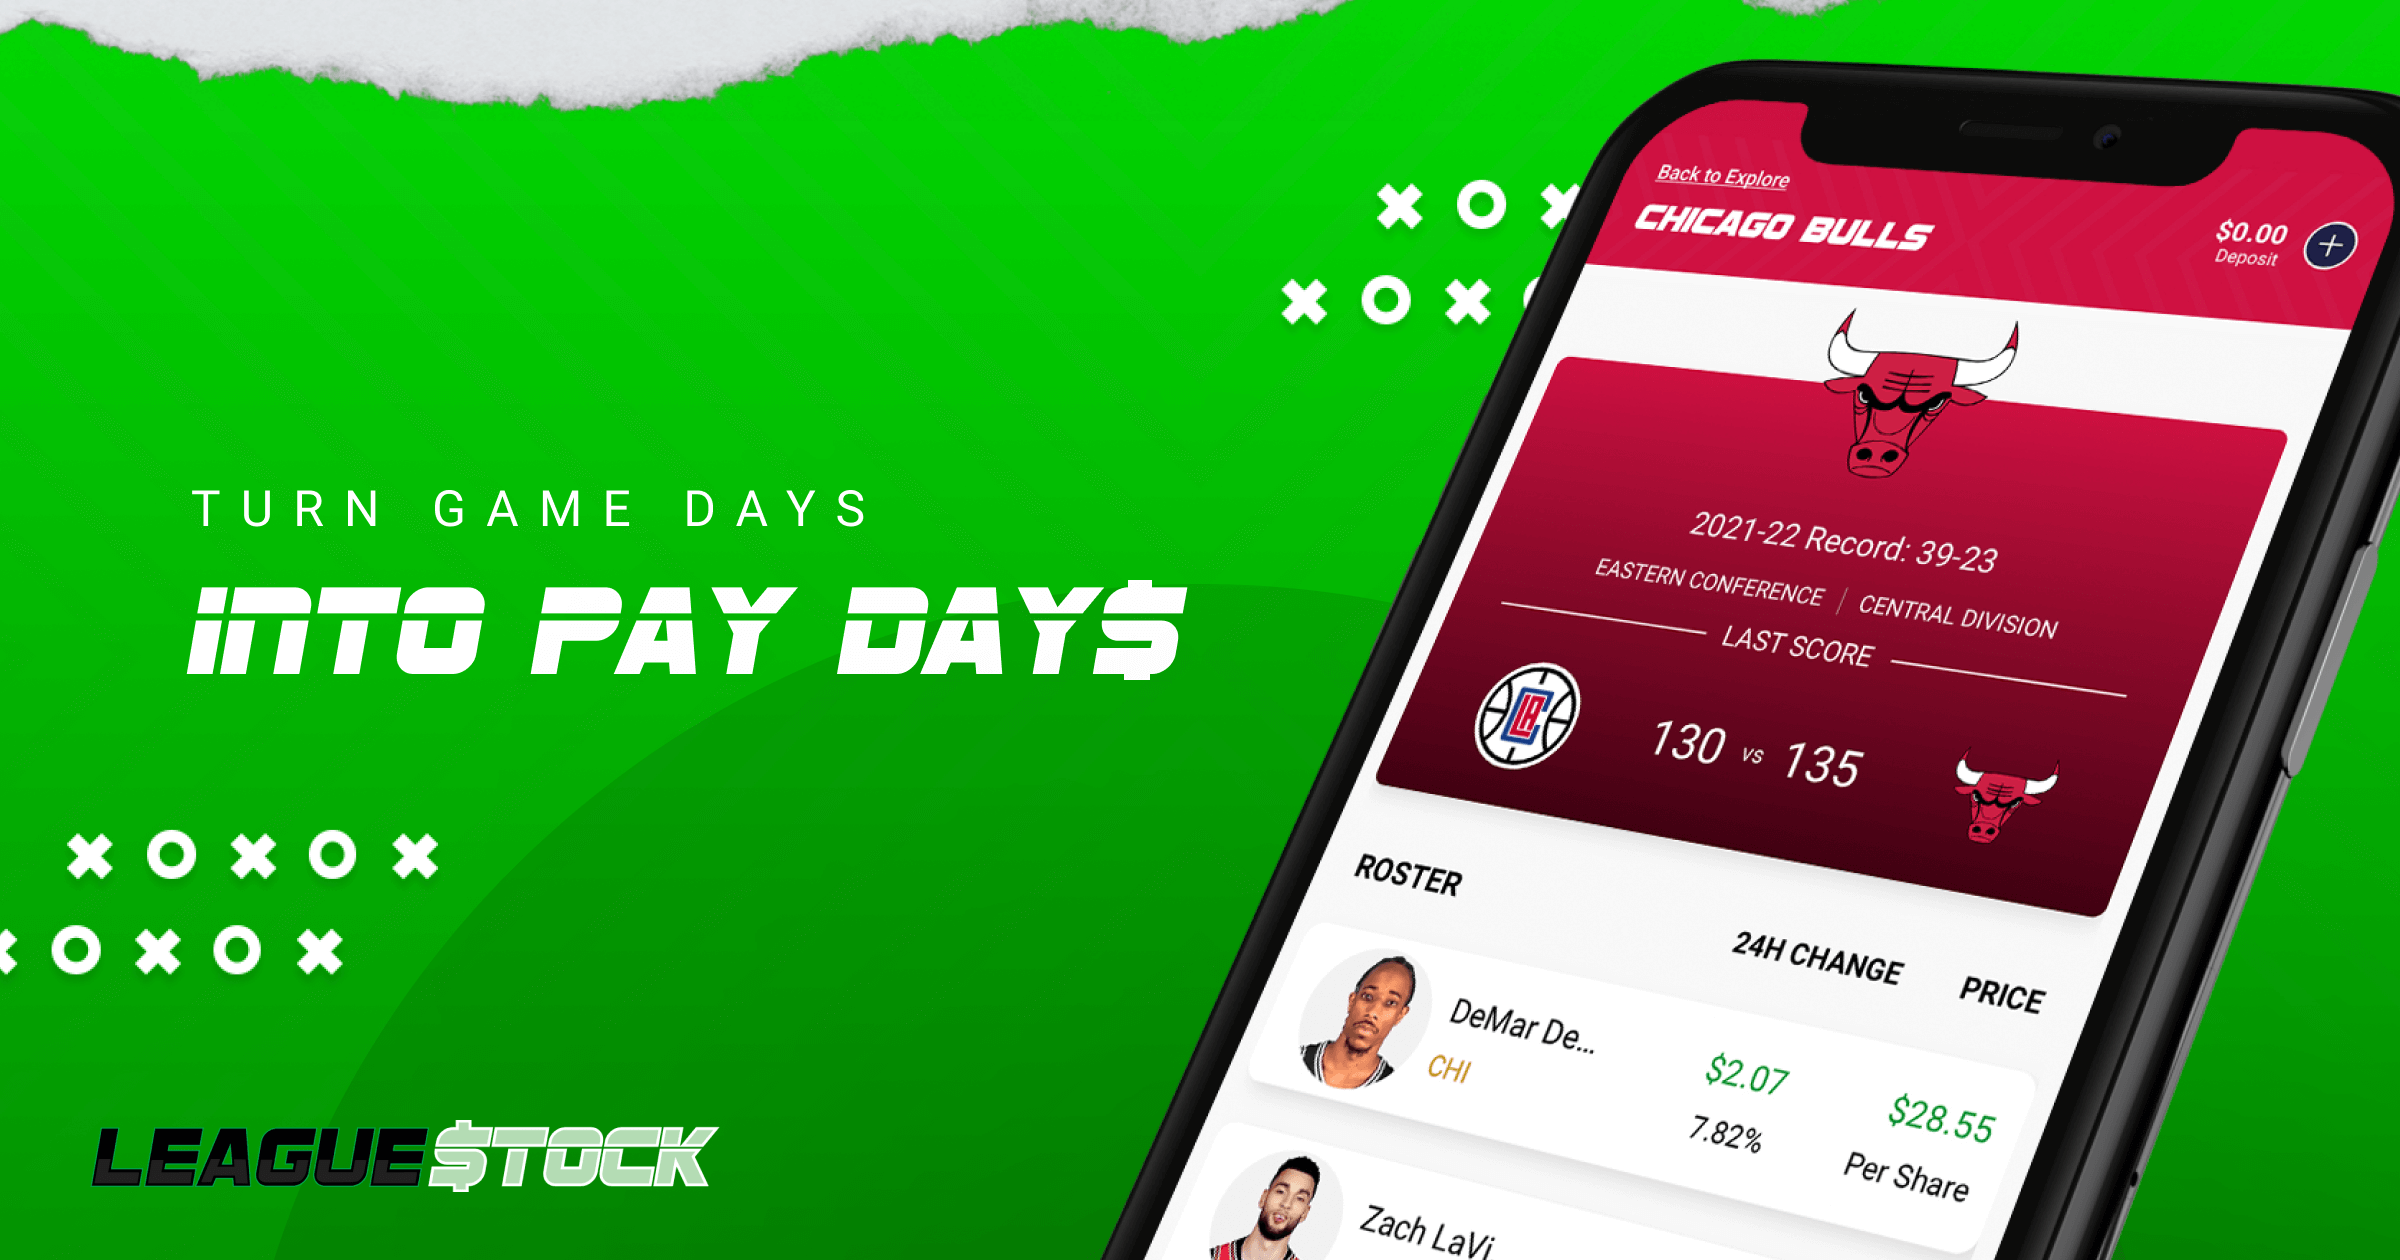 TURN GAME DAYS
INTO PAY DAY$
LEAGUE$TOCK
Back to Explore
CHICAGO BULLS
$0.00
Deposit
2021-22 Record: 39-23
EASTERN CONFERENCE | CENTRAL DIVISION
LAST SCORE
130 vs 135
ROSTER
24H CHANGE PRICE
DeMar De...
CHI
$2.07
7.82%
$28.55
Per Share
Zach LaVi